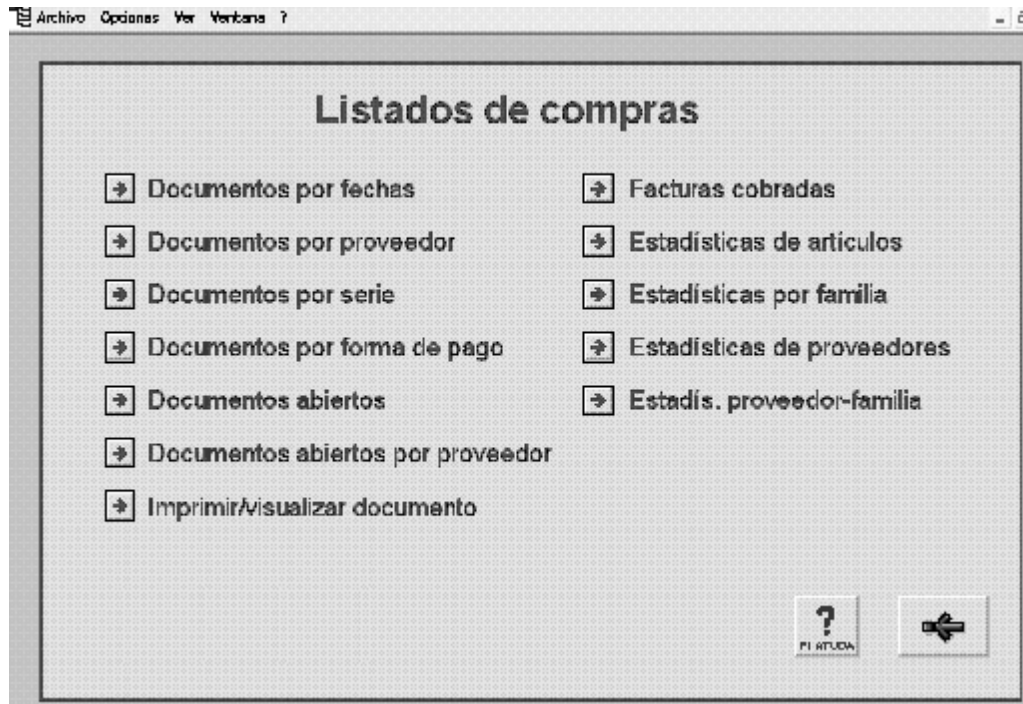 Archivo Opciones Ver Ventana ?
Listados de compras
Documentos por fechas
Documentos por proveedor
Documentos por serie
Documentos por forma de pago
Documentos abiertos
Documentos abiertos por proveedor
Imprimir/visualizar documento
Facturas cobradas
Estadísticas de artículos
Estadísticas por familia
Estadísticas de proveedores
Estadís. proveedor-familia
?
F1 AYUDA